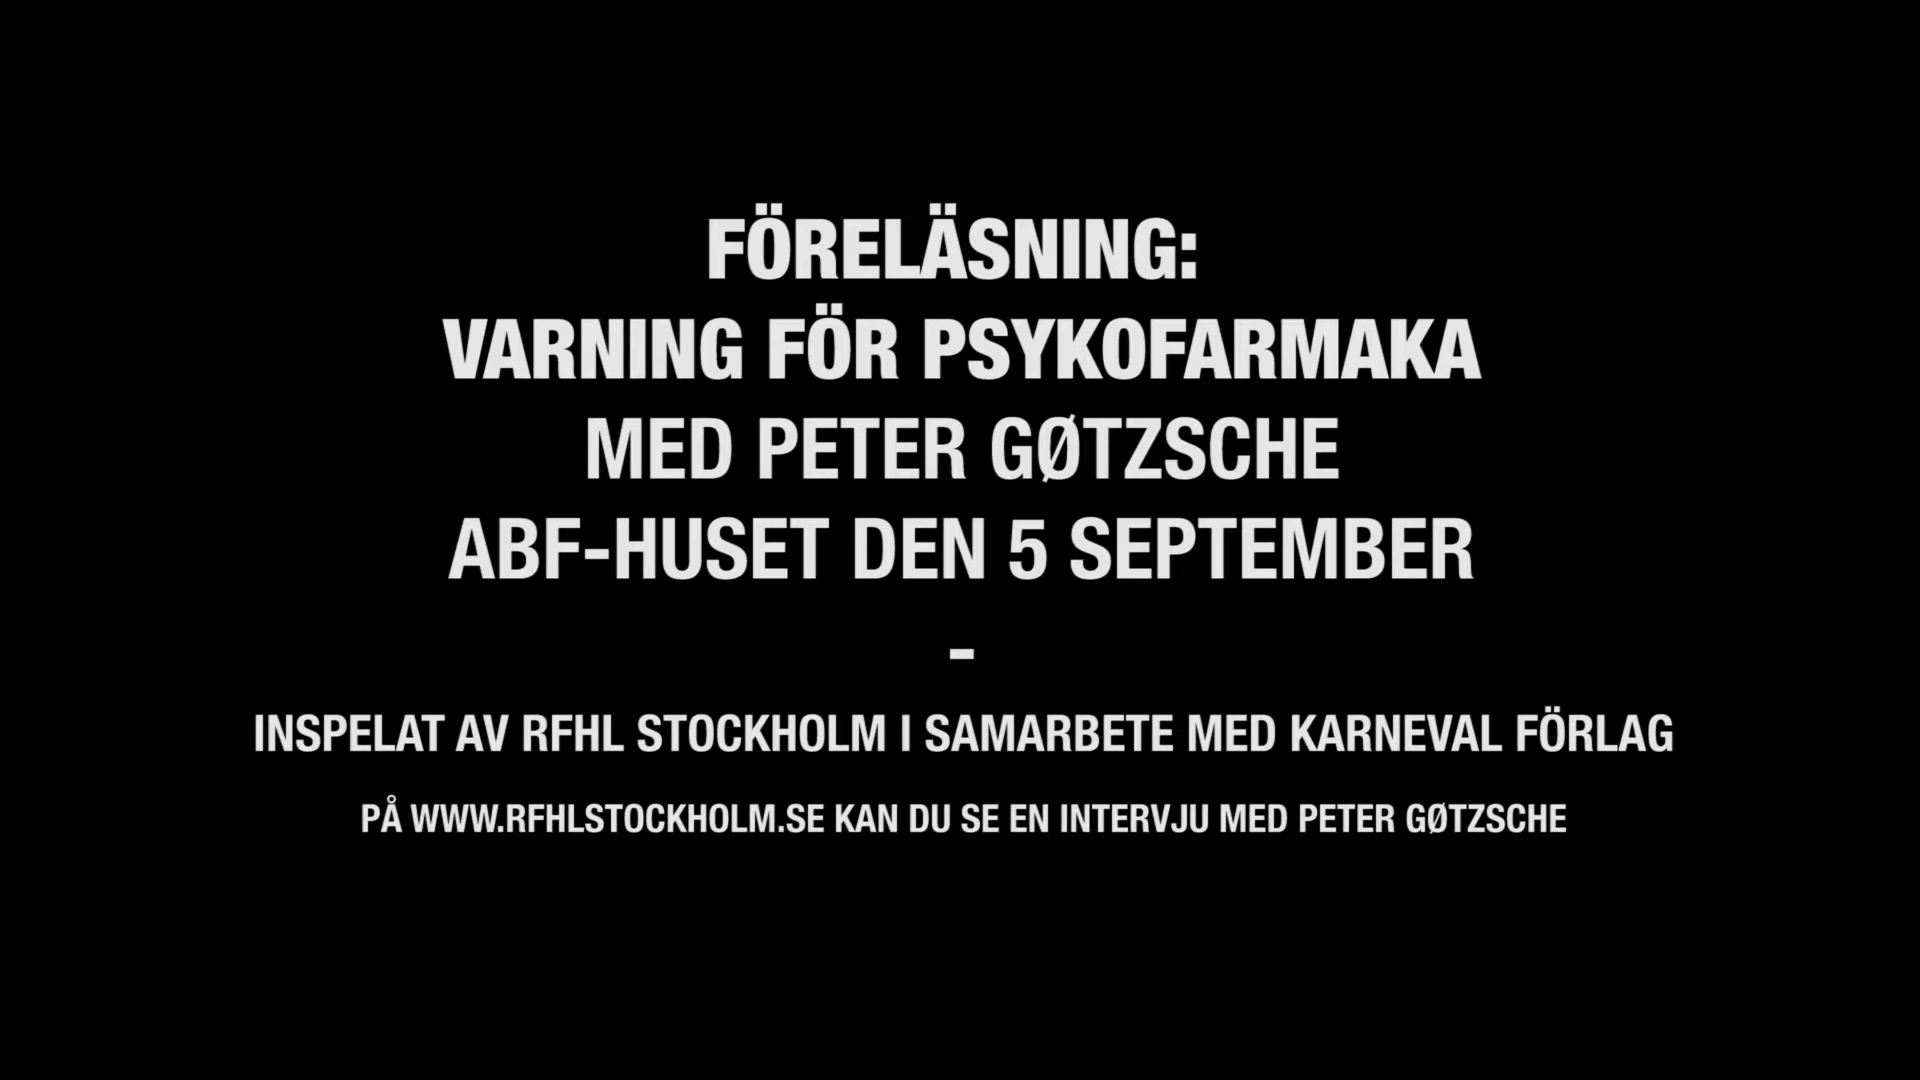 FÖRELÄSNING:
VARNING FÖR PSYKOFARMAKA
MED PETER GØTZSCHE
ABF-HUSET DEN 5 SEPTEMBER
-
INSPELAT AV RFHL STOCKHOLM I SAMARBETE MED KARNEVAL FÖRLAG
PÅ WWW.RFHLSTOCKHOLM.SE KAN DU SE EN INTERVJU MED PETER GØTZSCHE